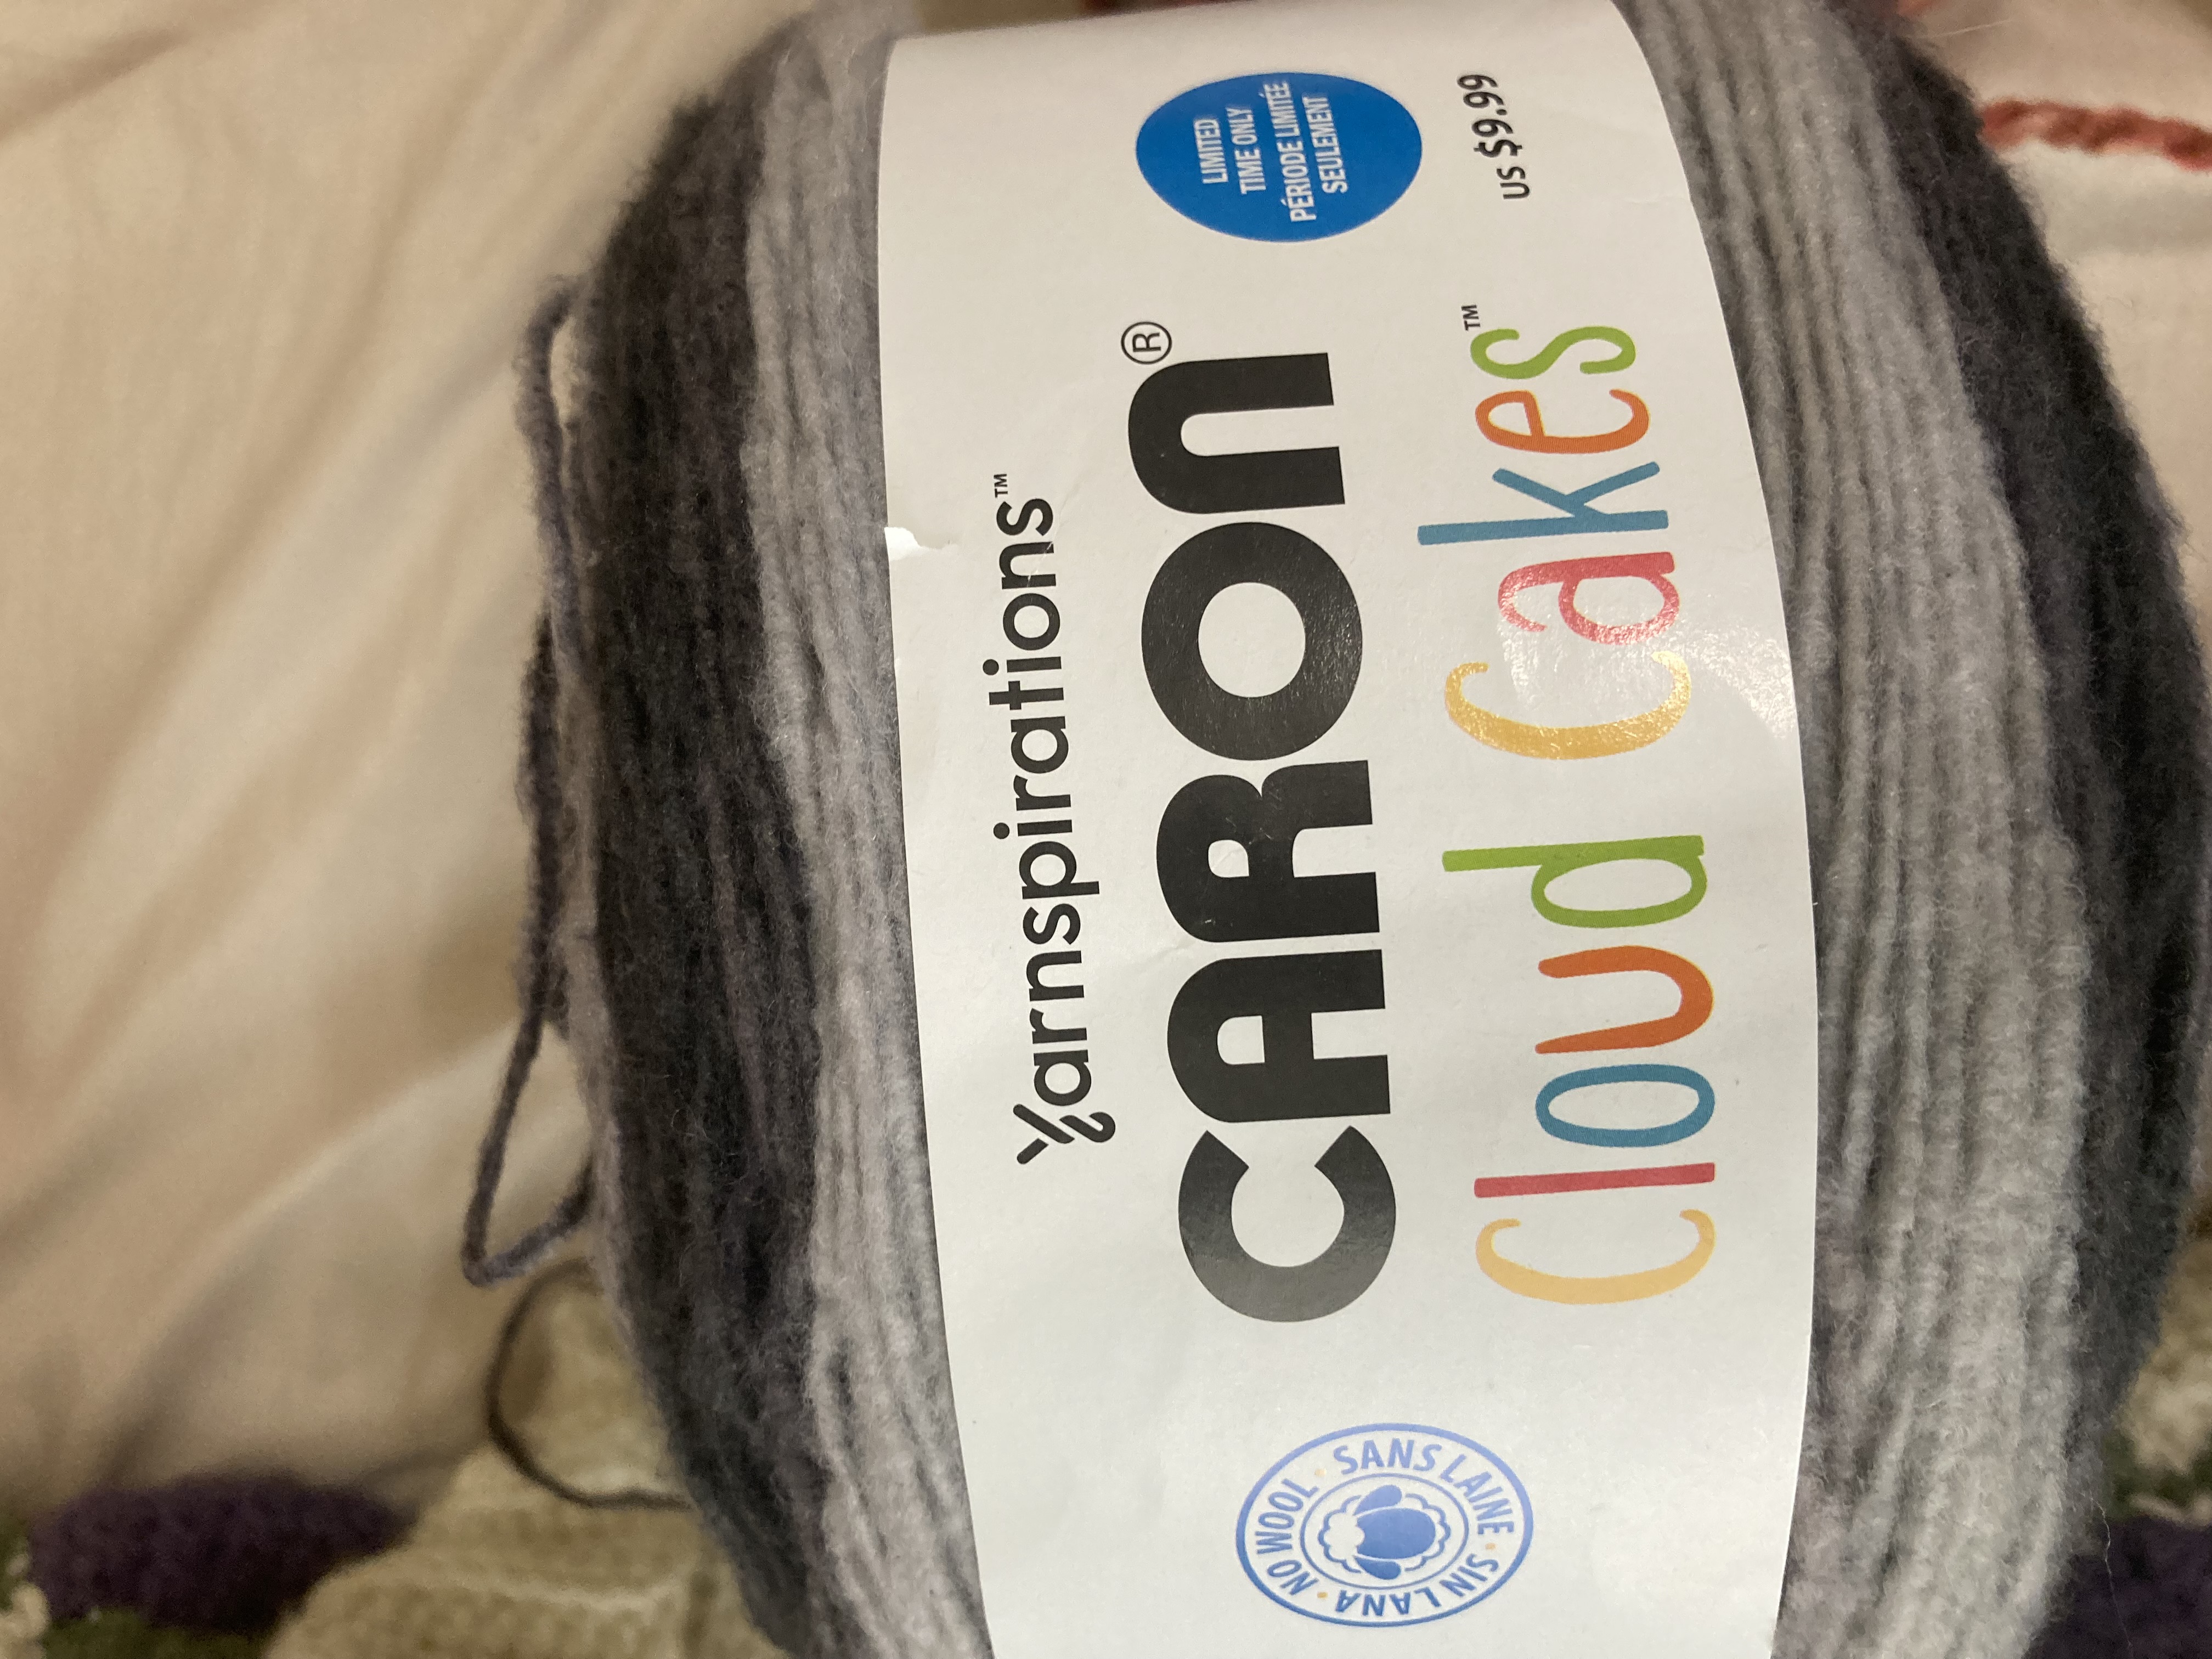 Yarnspirations™
CARON®
Cloud Cakes™
NO WOOL · SANS LAINE · SIN LANA ·
LIMITED
TIME ONLY
PÉRIODE LIMITÉE
SEULEMENT
US $9.99